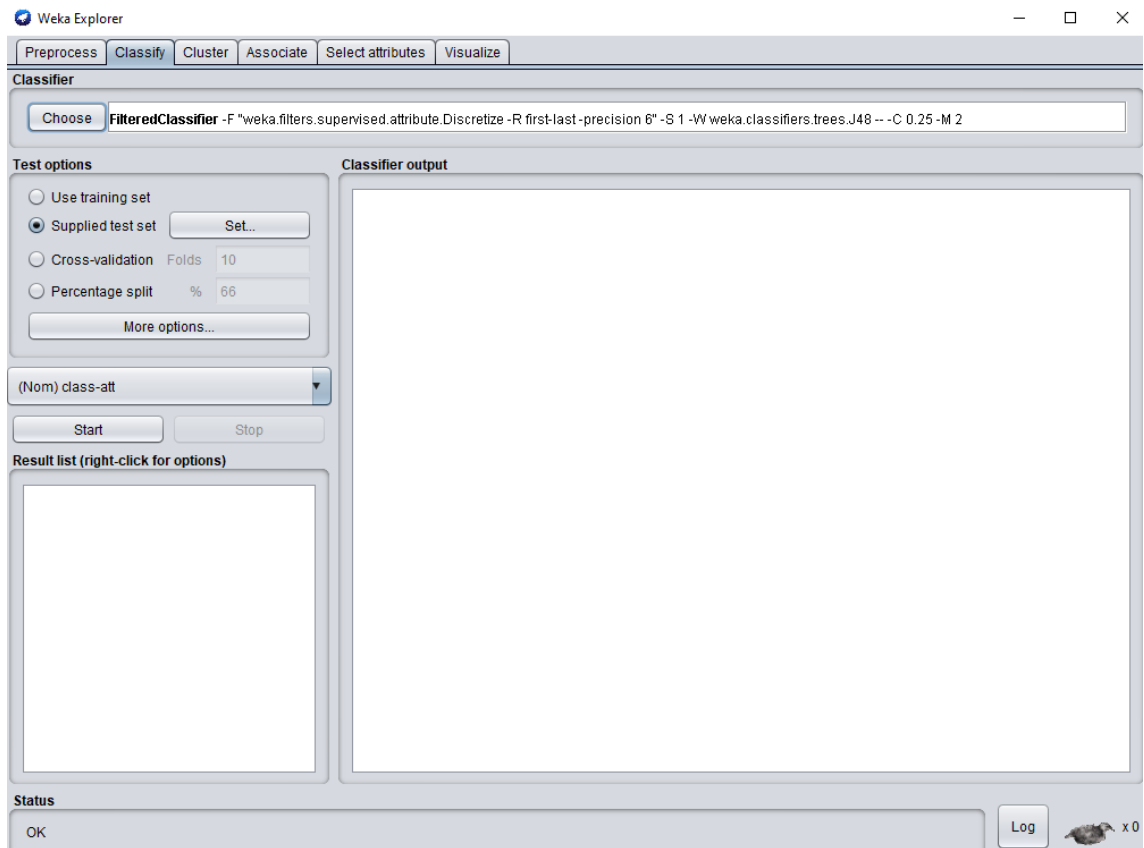 Weka Explorer
Preprocess Classify Cluster Associate Select attributes Visualize
Classifier
Choose FilteredClassifier -F "weka.filters.supervised.attribute.Discretize -R first-last -precision 6" -S 1 -W weka.classifiers.trees.J48 -- -C 0.25 -M 2
Test options
Use training set
Supplied test set Set...
Cross-validation Folds 10
Percentage split % 66
More options...
(Nom) class-att
Start Stop
Result list (right-click for options)
Classifier output
Status
OK
Log x 0